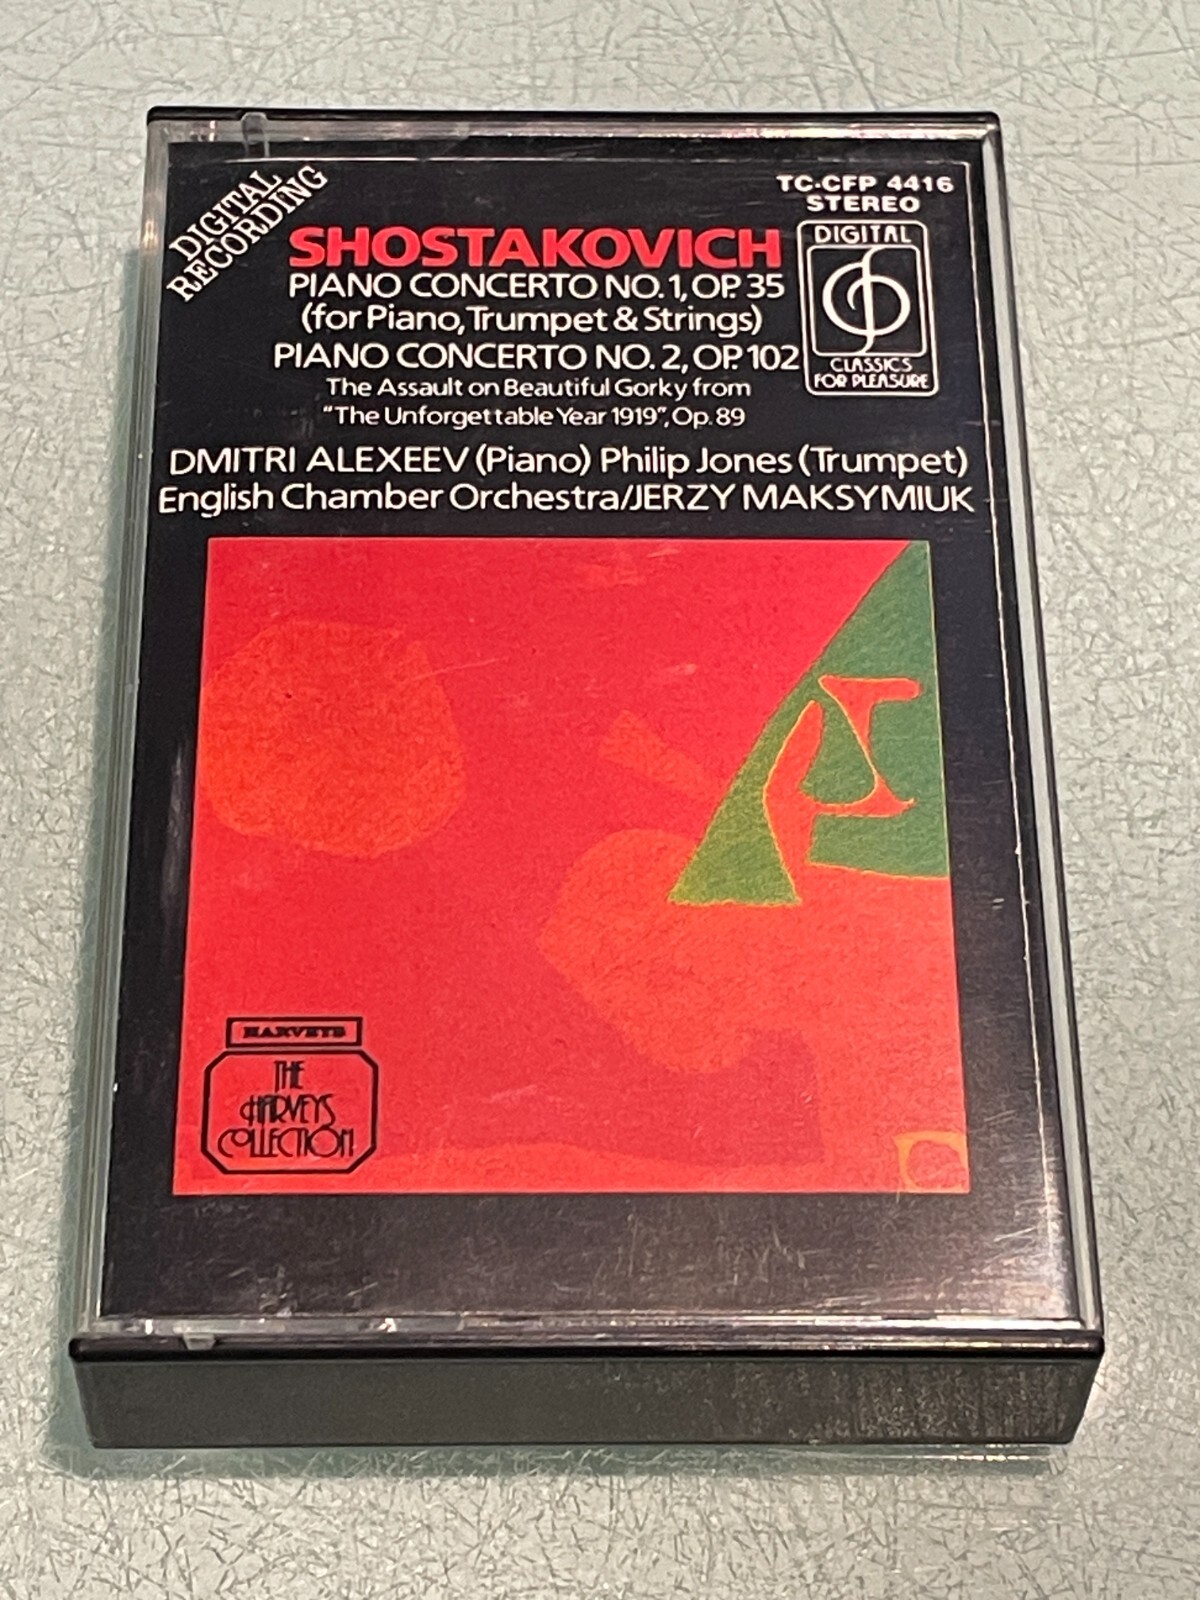 DIGITAL
RECORDING
TC-CFP 4416
STEREO
DIGITAL
CLASSICS
FOR PLEASURE
SHOSTAKOVICH
PIANO CONCERTO NO. 1, OP. 35
(for Piano, Trumpet & Strings)
PIANO CONCERTO NO. 2, OP. 102
The Assault on Beautiful Gorky from
"The Unforgettable Year 1919", Op. 89
DMITRI ALEXEEV (Piano) Philip Jones (Trumpet)
English Chamber Orchestra/JERZY MAKSYMIUK
HARVEYS
THE
HARVEYS
COLLECTION